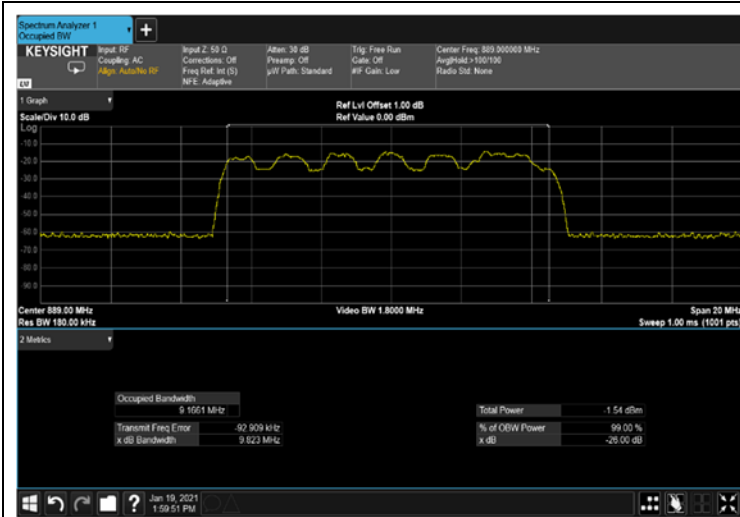 Spectrum Analyzer 1
Occupied BW
+
KEYSIGHT
Input: RF
Coupling: AC
Align: Auto/No RF
Input Z: 50 Ω
Corrections: Off
Freq Ref: Int (S)
NFE: Adaptive
Atten: 30 dB
Preamp: Off
µW Path: Standard
Trig: Free Run
Gate: Off
#IF Gain: Low
Center Freq: 889.000000 MHz
Avg|Hold:>100/100
Radio Std: None
1 Graph
Scale/Div 10.0 dB
Ref Lvl Offset 1.00 dB
Ref Value 0.00 dBm
Log
-10.0
-20.0
-30.0
-40.0
-50.0
-60.0
-70.0
-80.0
-90.0
Center 889.00 MHz
Video BW 1.8000 MHz
Span 20 MHz
Res BW 180.00 kHz
Sweep 1.00 ms (1001 pts)
2 Metrics
Occupied Bandwidth
9.1661 MHz
Transmit Freq Error -92.909 kHz
x dB Bandwidth 9.823 MHz
Total Power -1.54 dBm
% of OBW Power 99.00 %
x dB -26.00 dB
?
Jan 19, 2021
1:59:51 PM